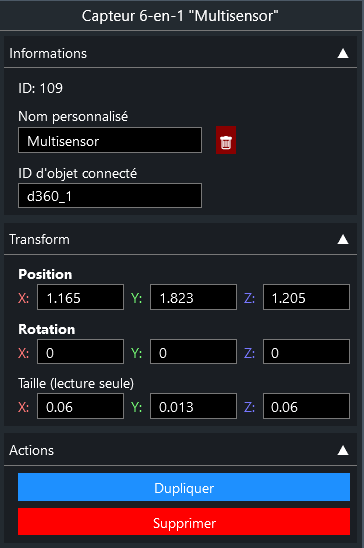 Capteur 6-en-1 "Multisensor"
Informations ▲
ID: 109
Nom personnalisé
Multisensor
ID d'objet connecté
d360_1
Transform ▲
Position
X: 1.165 Y: 1.823 Z: 1.205
Rotation
X: 0 Y: 0 Z: 0
Taille (lecture seule)
X: 0.06 Y: 0.013 Z: 0.06
Actions ▲
Dupliquer
Supprimer